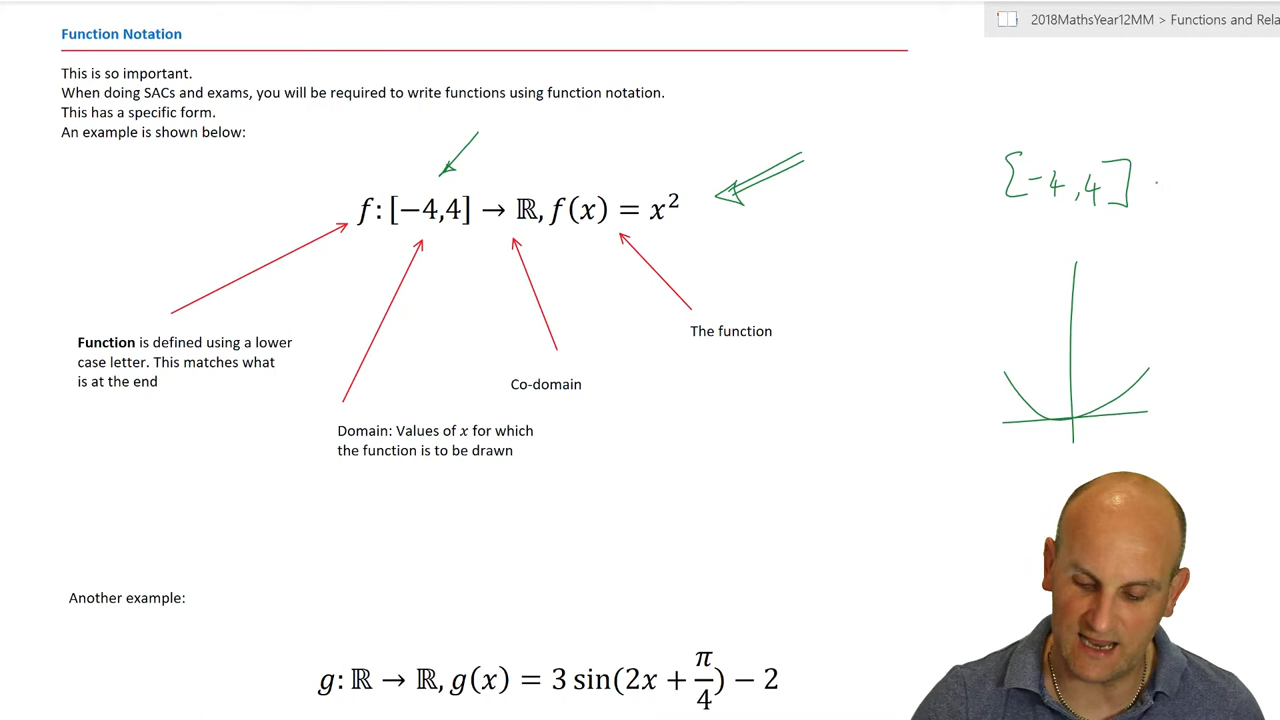 2018MathsYear12MM > Functions and Rela
Function Notation
This is so important.
When doing SACs and exams, you will be required to write functions using function notation.
This has a specific form.
An example is shown below:
f: [−4,4] → ℝ, f(x) = x²
[-4,4]
Function is defined using a lower
case letter. This matches what
is at the end
The function
Co-domain
Domain: Values of x for which
the function is to be drawn
Another example:
g: ℝ → ℝ, g(x) = 3 sin(2x + π/4) − 2